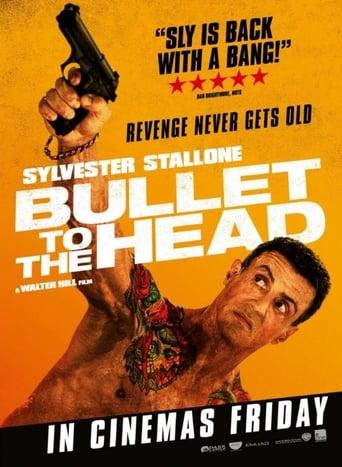 "SLY IS BACK
WITH A BANG!"
REVENGE NEVER GETS OLD
SYLVESTER STALLONE
BULLET
TO THE HEAD
A WALTER HILL FILM
IN CINEMAS FRIDAY